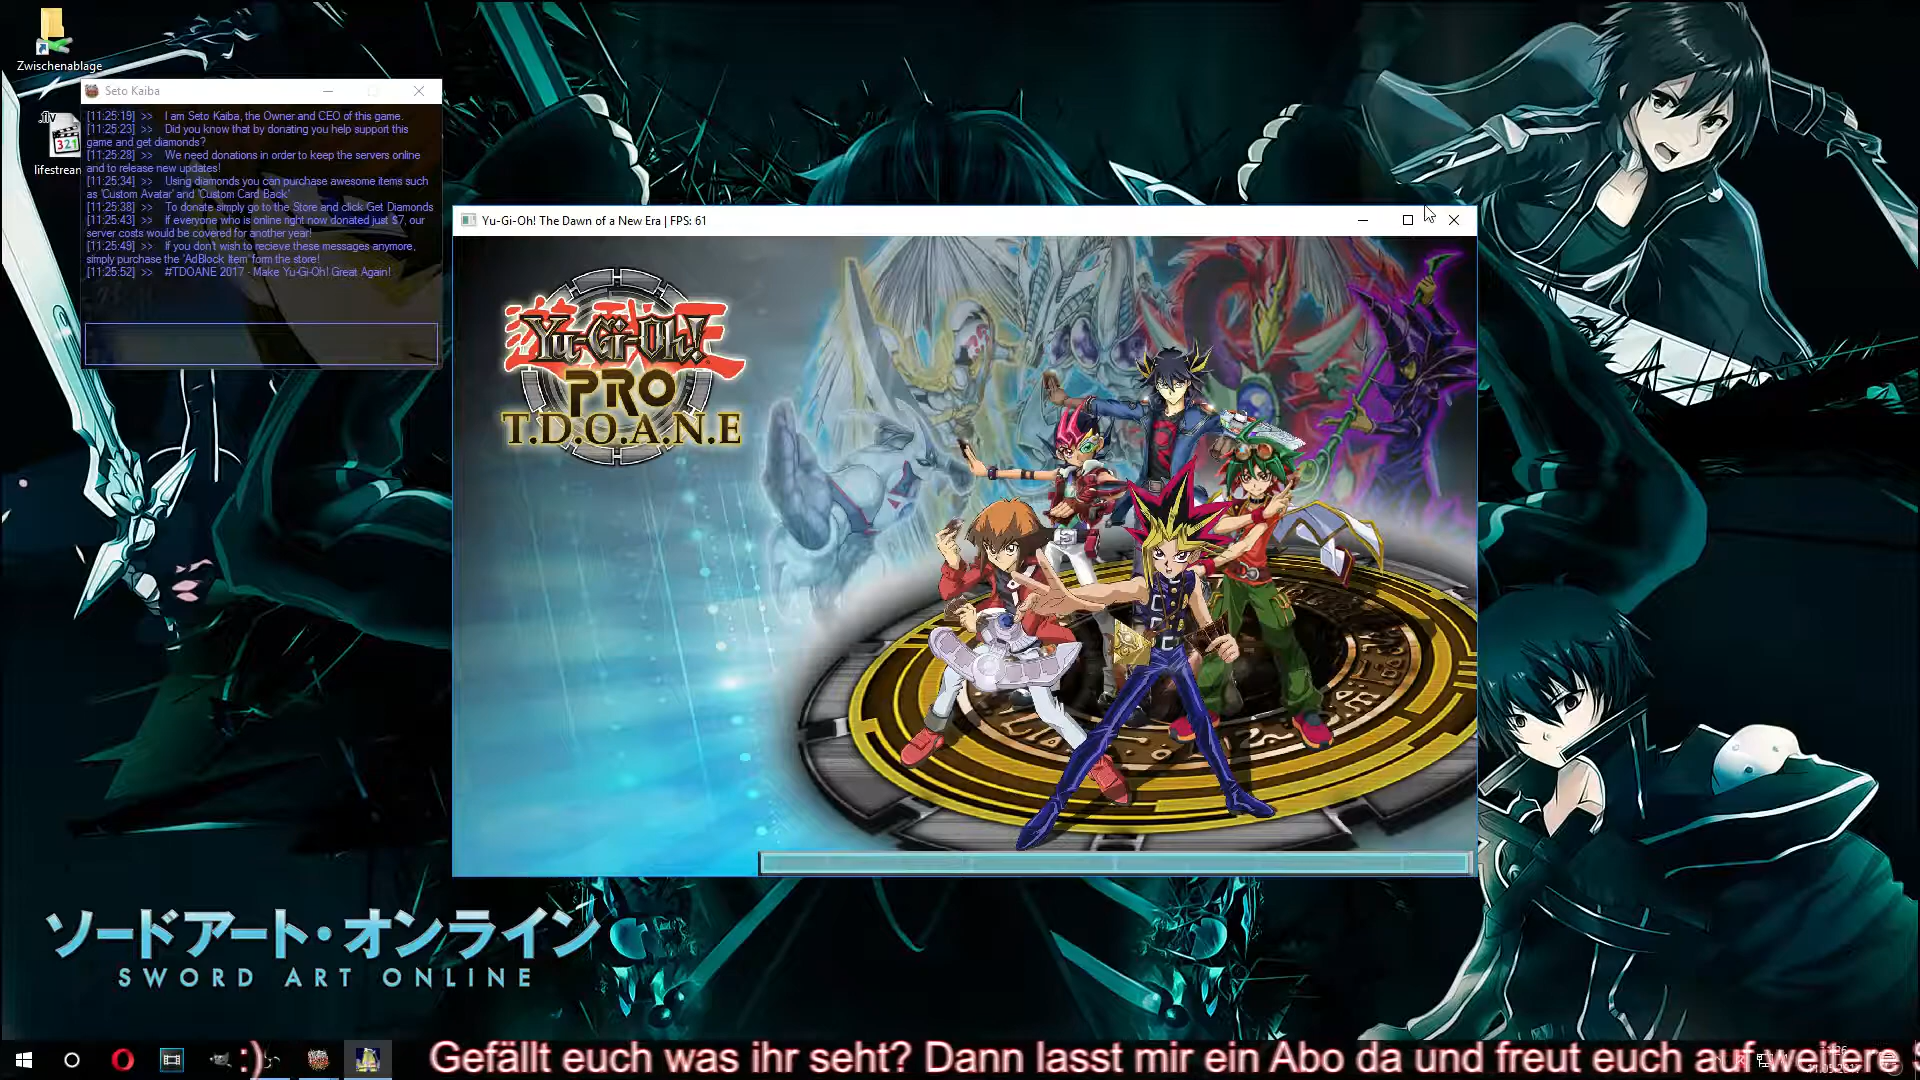 Zwischenablage
Seto Kaiba
.flv
321
lifestream
[11:25:19] >> I am Seto Kaiba, the Owner and CEO of this game.
[11:25:23] >> Did you know that by donating you help support this
game and get diamonds?
[11:25:28] >> We need donations in order to keep the servers online
and to release new updates!
[11:25:34] >> Using diamonds you can purchase awesome items such
as 'Custom Avatar' and 'Custom Card Back'
[11:25:38] >> To donate simply go to the Store and click Get Diamonds
[11:25:43] >> If everyone who is online right now donated just $7, our
server costs would be covered for another year!
[11:25:49] >> If you don't wish to recieve these messages anymore,
simply purchase the 'AdBlock Item' form the store!
[11:25:52] >> #TDOANE 2017 - Make Yu-Gi-Oh! Great Again!
Yu-Gi-Oh! The Dawn of a New Era | FPS: 61
遊戯王
Yu-Gi-Oh!
PRO
T.D.O.A.N.E
ソードアート・オンライン
SWORD ART ONLINE
:) Gefällt euch was ihr seht? Dann lasst mir ein Abo da und freut euch auf weitere S